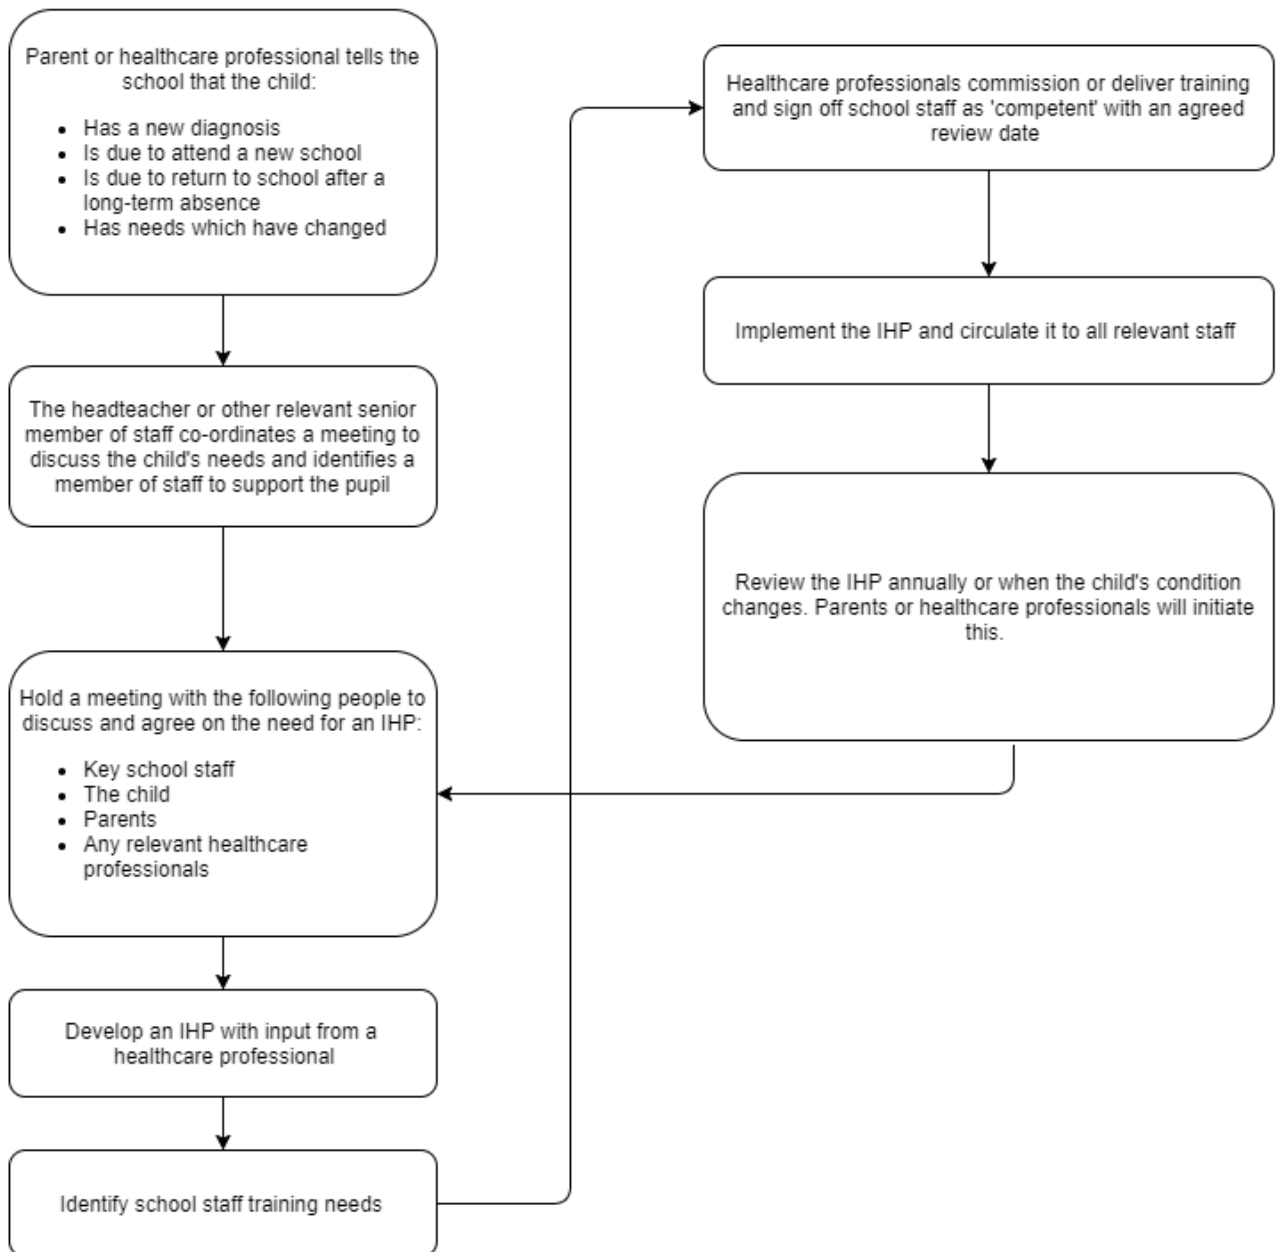 Parent or healthcare professional tells the
school that the child:
• Has a new diagnosis
• Is due to attend a new school
• Is due to return to school after a
long-term absence
• Has needs which have changed
The headteacher or other relevant senior
member of staff co-ordinates a meeting to
discuss the child's needs and identifies a
member of staff to support the pupil
Hold a meeting with the following people to
discuss and agree on the need for an IHP:
• Key school staff
• The child
• Parents
• Any relevant healthcare
professionals
Develop an IHP with input from a
healthcare professional
Identify school staff training needs
Healthcare professionals commission or deliver training
and sign off school staff as 'competent' with an agreed
review date
Implement the IHP and circulate it to all relevant staff
Review the IHP annually or when the child's condition
changes. Parents or healthcare professionals will initiate
this.